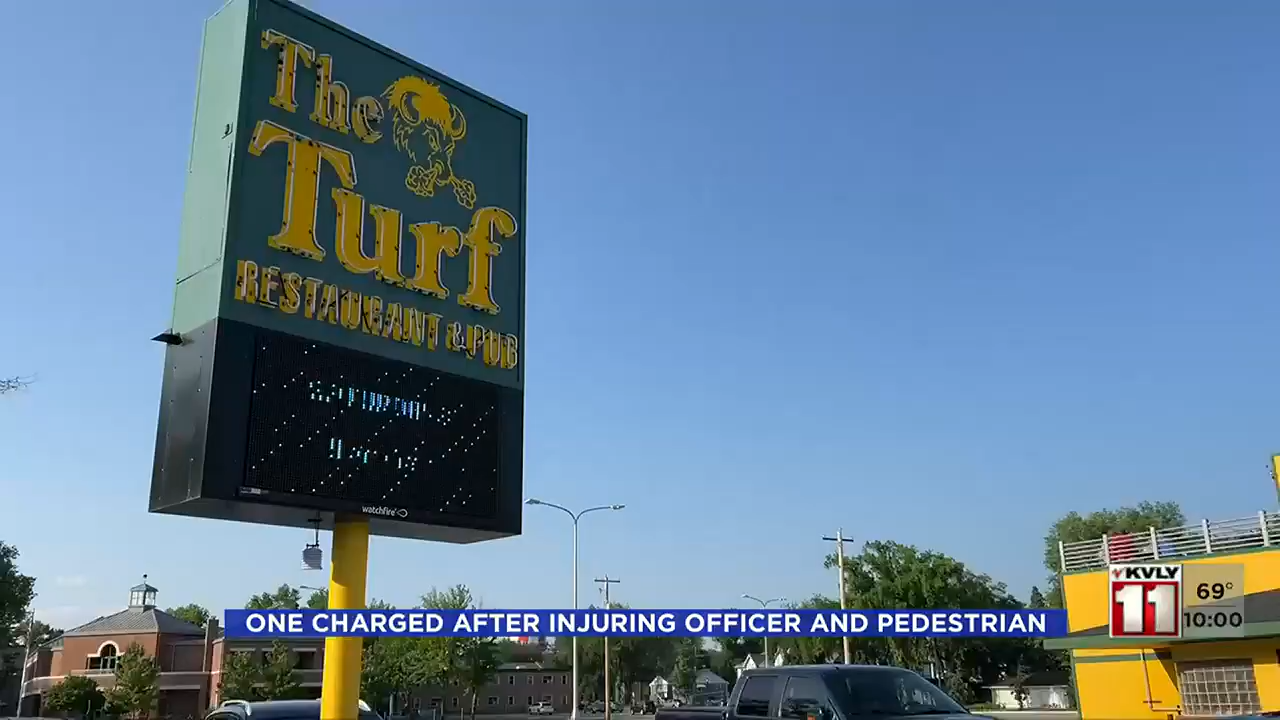 The
Turf
RESTAURANT & PUB
watchfire
ONE CHARGED AFTER INJURING OFFICER AND PEDESTRIAN
KVLY
11
69°
10:00